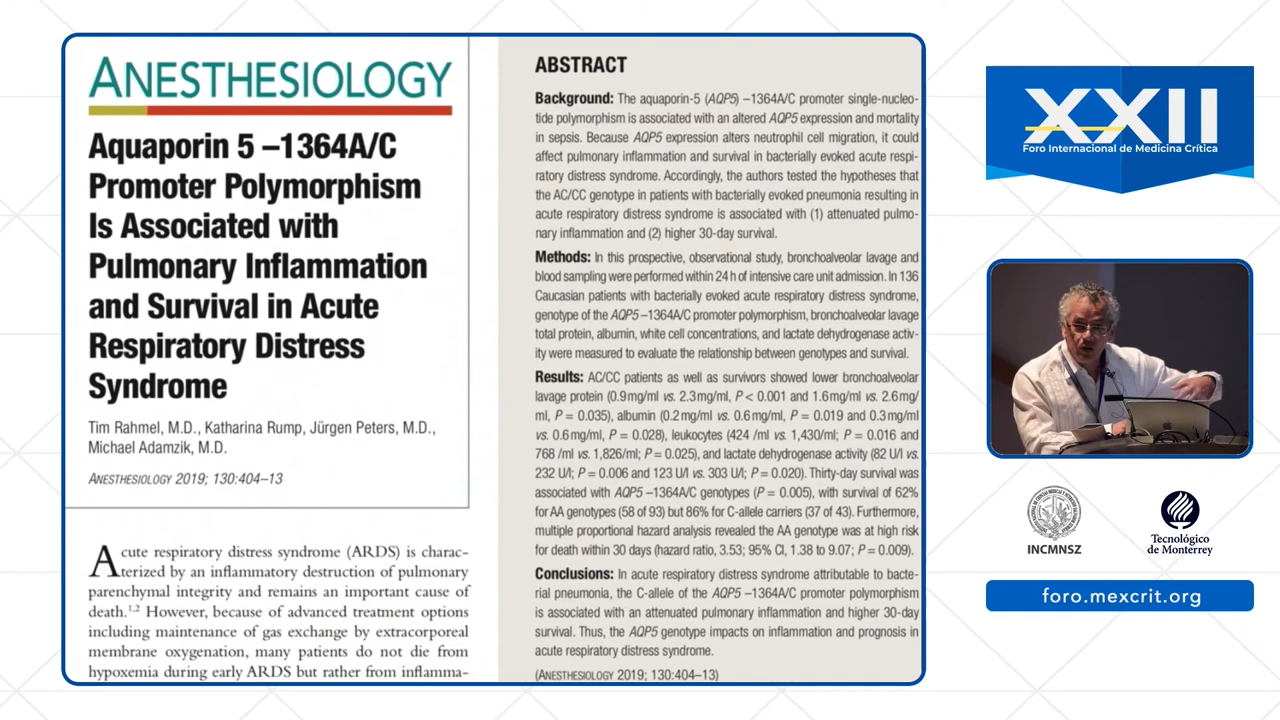 ANESTHESIOLOGY
Aquaporin 5 –1364A/C
Promoter Polymorphism
Is Associated with
Pulmonary Inflammation
and Survival in Acute
Respiratory Distress
Syndrome
Tim Rahmel, M.D., Katharina Rump, Jürgen Peters, M.D.,
Michael Adamzik, M.D.
ANESTHESIOLOGY 2019; 130:404–13
Acute respiratory distress syndrome (ARDS) is charac-
terized by an inflammatory destruction of pulmonary
parenchymal integrity and remains an important cause of
death.1,2 However, because of advanced treatment options
including maintenance of gas exchange by extracorporeal
membrane oxygenation, many patients do not die from
hypoxemia during early ARDS but rather from inflamma-
ABSTRACT
Background: The aquaporin-5 (AQP5) –1364A/C promoter single-nucleo-
tide polymorphism is associated with an altered AQP5 expression and mortality
in sepsis. Because AQP5 expression alters neutrophil cell migration, it could
affect pulmonary inflammation and survival in bacterially evoked acute respi-
ratory distress syndrome. Accordingly, the authors tested the hypotheses that
the AC/CC genotype in patients with bacterially evoked pneumonia resulting in
acute respiratory distress syndrome is associated with (1) attenuated pulmo-
nary inflammation and (2) higher 30-day survival.
Methods: In this prospective, observational study, bronchoalveolar lavage and
blood sampling were performed within 24 h of intensive care unit admission. In 136
Caucasian patients with bacterially evoked acute respiratory distress syndrome,
genotype of the AQP5 –1364A/C promoter polymorphism, bronchoalveolar lavage
total protein, albumin, white cell concentrations, and lactate dehydrogenase activ-
ity were measured to evaluate the relationship between genotypes and survival.
Results: AC/CC patients as well as survivors showed lower bronchoalveolar
lavage protein (0.9 mg/ml vs. 2.3 mg/ml, P < 0.001 and 1.6 mg/ml vs. 2.6 mg/
ml, P = 0.035), albumin (0.2 mg/ml vs. 0.6 mg/ml, P = 0.019 and 0.3 mg/ml
vs. 0.6 mg/ml, P = 0.028), leukocytes (424 /ml vs. 1,430/ml; P = 0.016 and
768 /ml vs. 1,826/ml; P = 0.025), and lactate dehydrogenase activity (82 U/l vs.
232 U/l; P = 0.006 and 123 U/l vs. 303 U/l; P = 0.020). Thirty-day survival was
associated with AQP5 –1364A/C genotypes (P = 0.005), with survival of 62%
for AA genotypes (58 of 93) but 86% for C-allele carriers (37 of 43). Furthermore,
multiple proportional hazard analysis revealed the AA genotype was at high risk
for death within 30 days (hazard ratio, 3.53; 95% CI, 1.38 to 9.07; P = 0.009).
Conclusions: In acute respiratory distress syndrome attributable to bacte-
rial pneumonia, the C-allele of the AQP5 –1364A/C promoter polymorphism
is associated with an attenuated pulmonary inflammation and higher 30-day
survival. Thus, the AQP5 genotype impacts on inflammation and prognosis in
acute respiratory distress syndrome.
(ANESTHESIOLOGY 2019; 130:404–13)
XXII
Foro Internacional de Medicina Crítica
INCMNSZ
Tecnológico
de Monterrey
foro.mexcrit.org